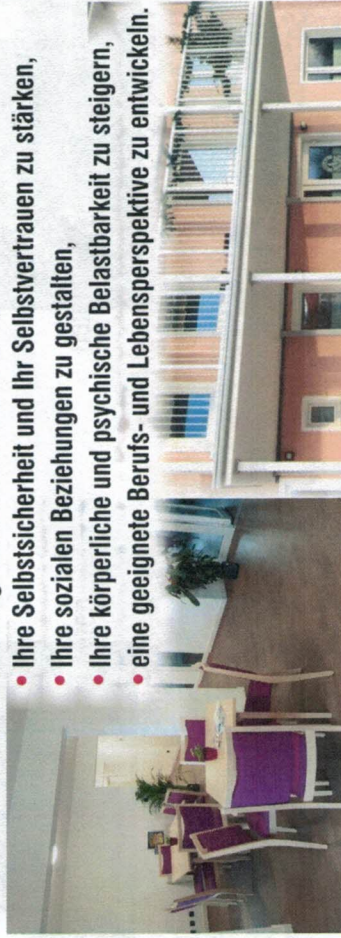 • Ihre Selbstsicherheit und Ihr Selbstvertrauen zu stärken,
• Ihre sozialen Beziehungen zu gestalten,
• Ihre körperliche und psychische Belastbarkeit zu steigern,
• eine geeignete Berufs- und Lebensperspektive zu entwickeln.